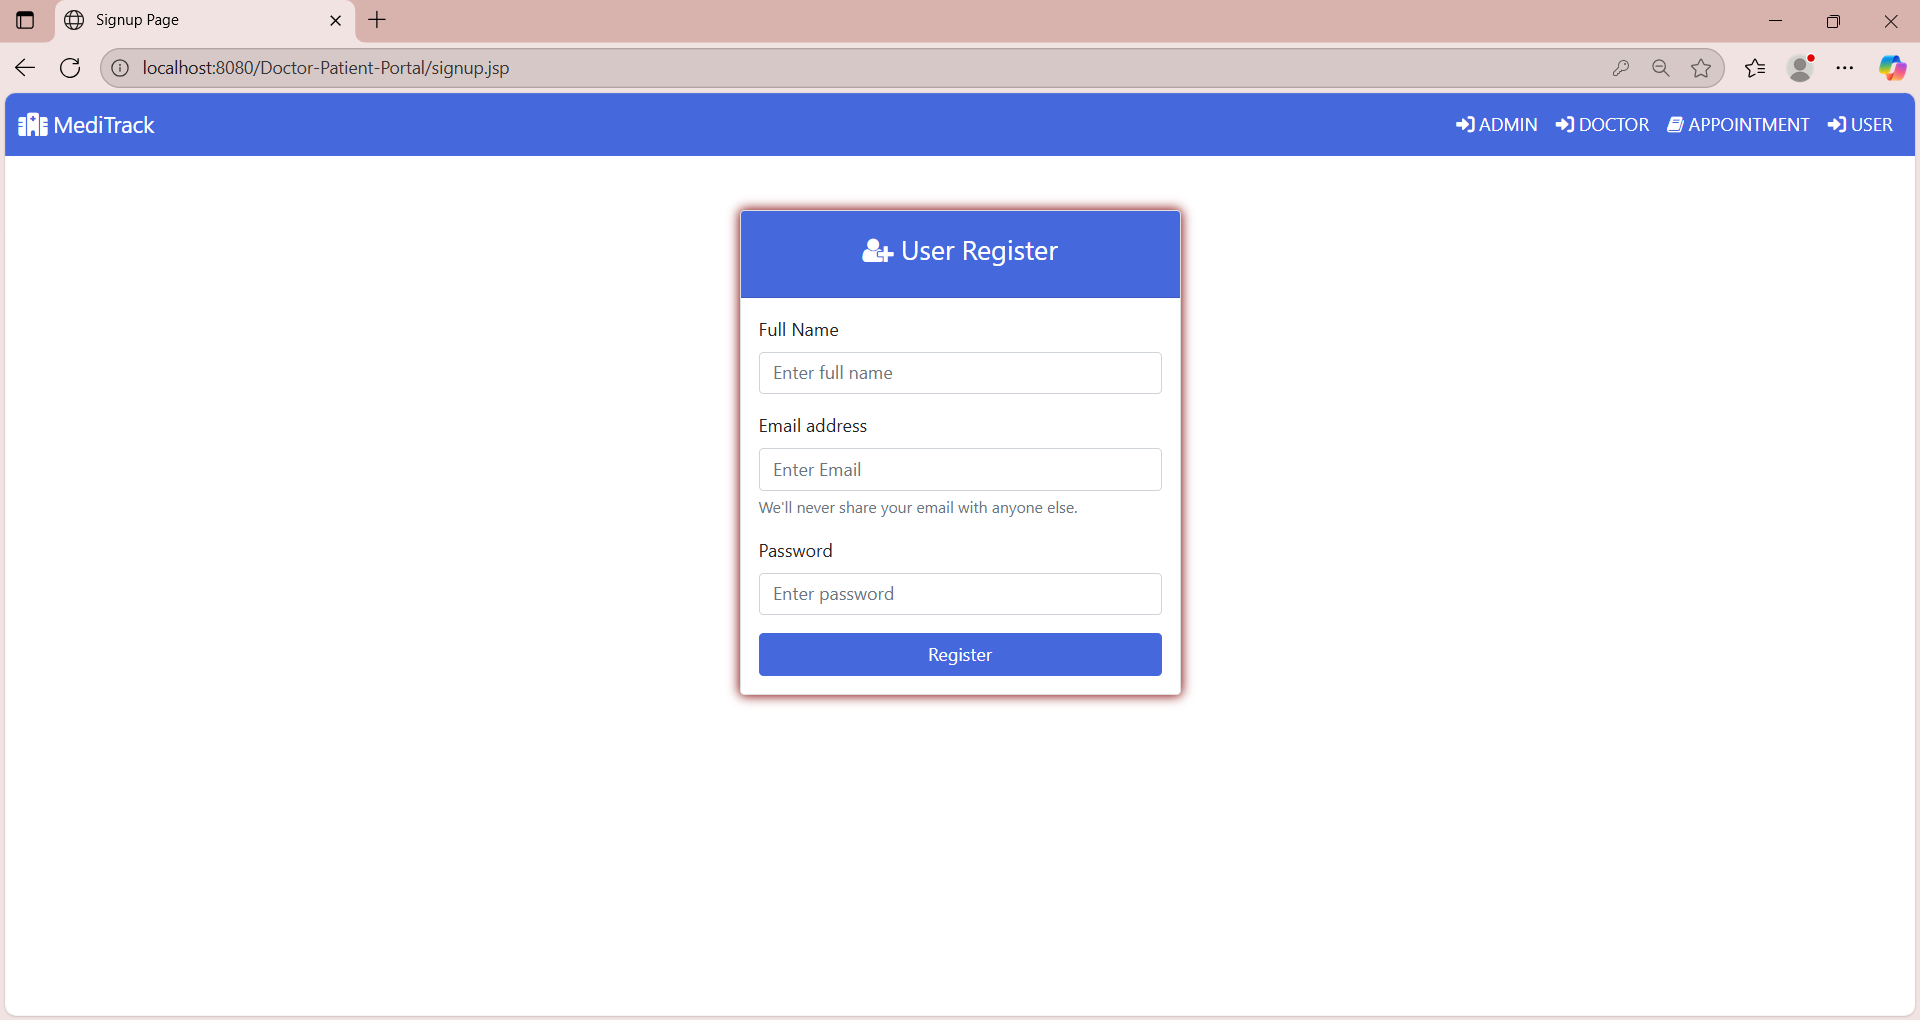 Signup Page
localhost:8080/Doctor-Patient-Portal/signup.jsp
MediTrack
ADMIN DOCTOR APPOINTMENT USER
User Register
Full Name
Enter full name
Email address
Enter Email
We'll never share your email with anyone else.
Password
Enter password
Register